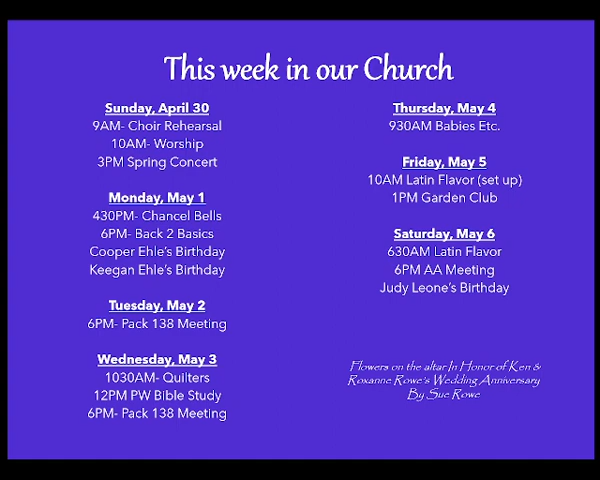 This week in our Church
Sunday, April 30
9AM- Choir Rehearsal
10AM- Worship
3PM Spring Concert
Monday, May 1
430PM- Chancel Bells
6PM- Back 2 Basics
Cooper Ehle's Birthday
Keegan Ehle's Birthday
Tuesday, May 2
6PM- Pack 138 Meeting
Wednesday, May 3
1030AM- Quilters
12PM PW Bible Study
6PM- Pack 138 Meeting
Thursday, May 4
930AM Babies Etc.
Friday, May 5
10AM Latin Flavor (set up)
1PM Garden Club
Saturday, May 6
630AM Latin Flavor
6PM AA Meeting
Judy Leone's Birthday
Flowers on the altar In Honor of Ken &
Roxanne Rowe's Wedding Anniversary
By Sue Rowe